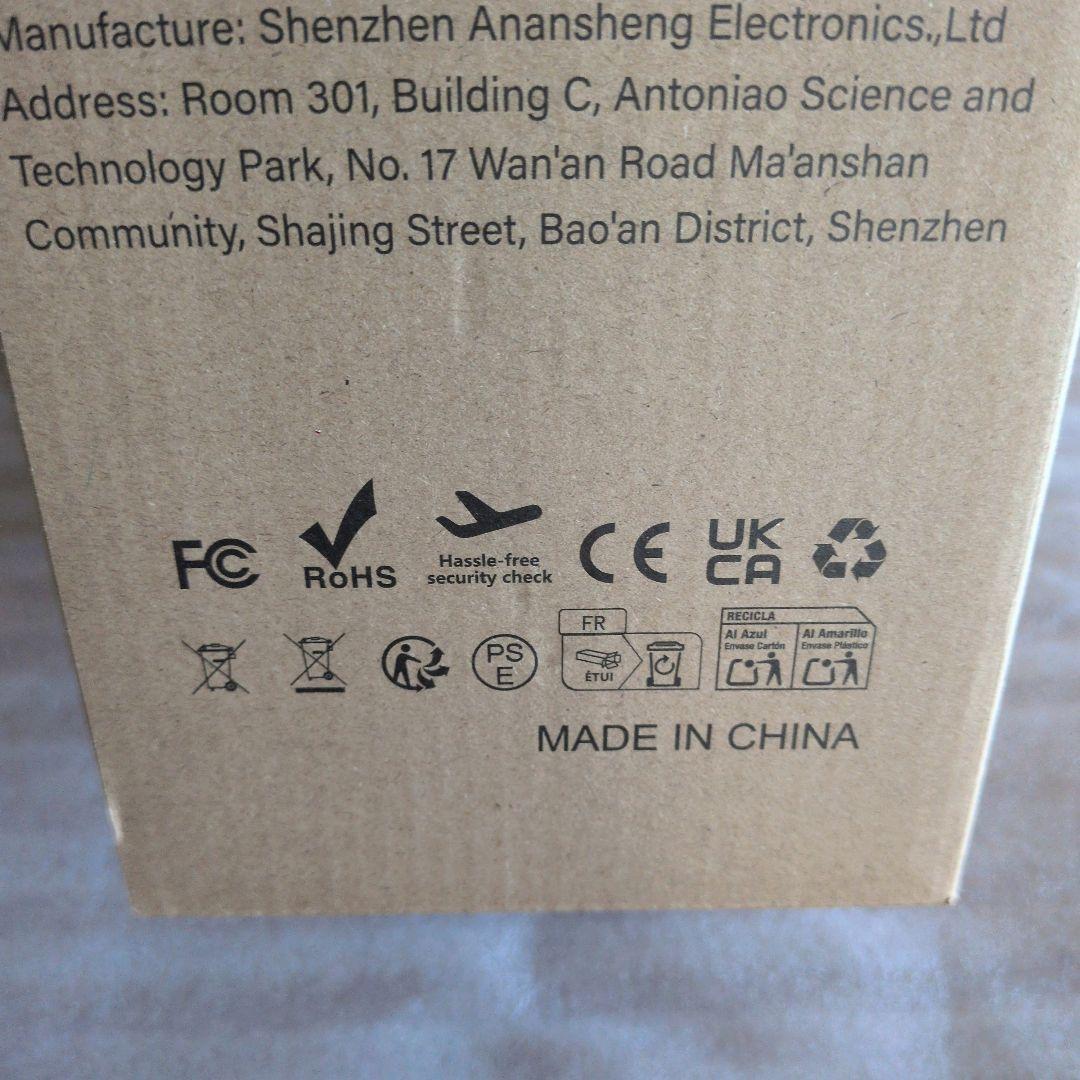 Manufacture: Shenzhen Anansheng Electronics.,Ltd
Address: Room 301, Building C, Antoniao Science and
Technology Park, No. 17 Wan'an Road Ma'anshan
Community, Shajing Street, Bao'an District, Shenzhen
FC
RoHS
Hassle-free
security check
CE
UK
CA
PS
E
FR
ÉTUI
RECICLA
Al Azul
Envase Cartón
Al Amarillo
Envase Plástico
MADE IN CHINA